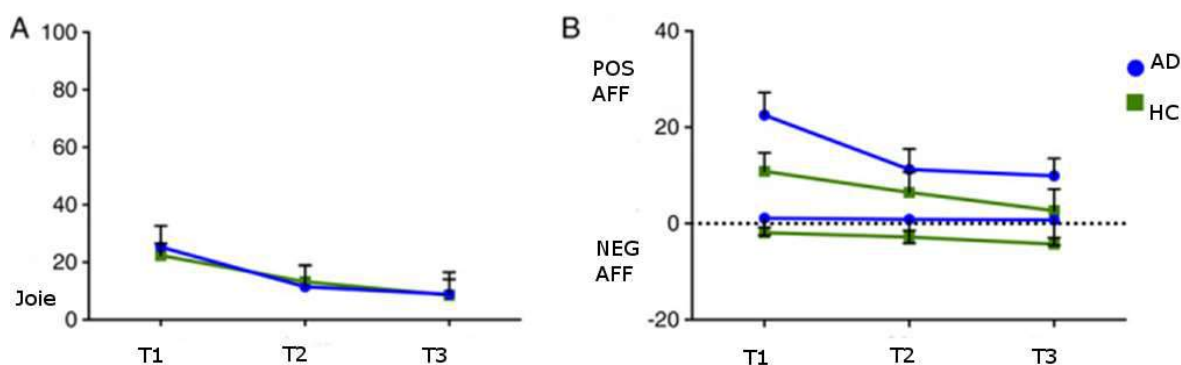 A
100
80
60
40
20
0
Joie
T1 T2 T3
B
40
20
0
-20
POS
AFF
NEG
AFF
T1 T2 T3
AD
HC